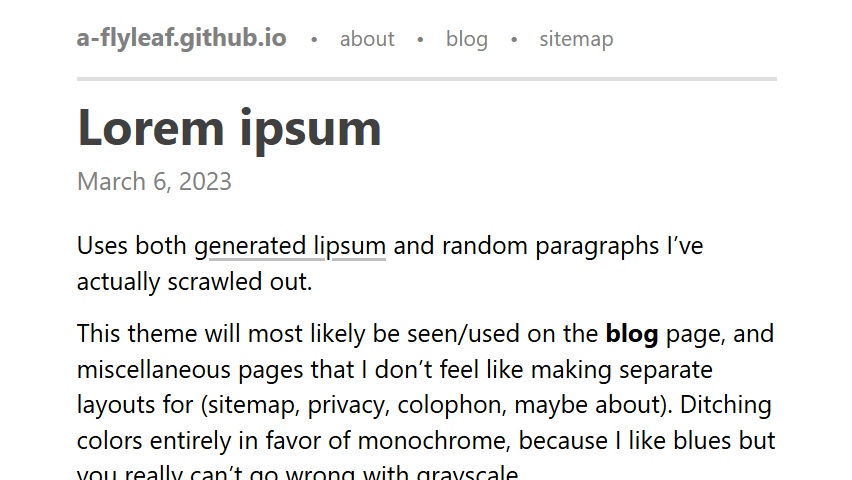 a-flyleaf.github.io • about • blog • sitemap
Lorem ipsum
March 6, 2023
Uses both generated lipsum and random paragraphs I’ve
actually scrawled out.
This theme will most likely be seen/used on the blog page, and
miscellaneous pages that I don’t feel like making separate
layouts for (sitemap, privacy, colophon, maybe about). Ditching
colors entirely in favor of monochrome, because I like blues but
you really can’t go wrong with grayscale.